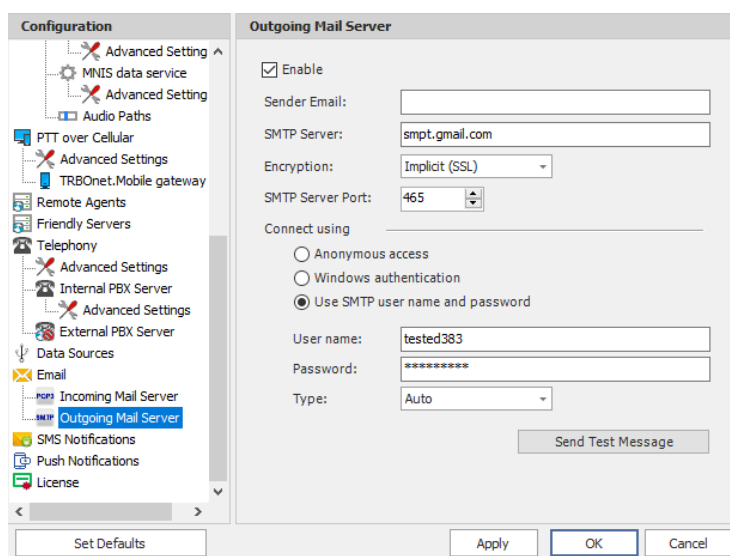 Configuration
Advanced Setting
MNIS data service
Advanced Setting
Audio Paths
PTT over Cellular
Advanced Settings
TRBOnet.Mobile gateway
Remote Agents
Friendly Servers
Telephony
Advanced Settings
Internal PBX Server
Advanced Settings
External PBX Server
Data Sources
Email
POP3 Incoming Mail Server
SMTP Outgoing Mail Server
SMS Notifications
Push Notifications
License
Set Defaults
Outgoing Mail Server
Enable
Sender Email:
SMTP Server: smpt.gmail.com
Encryption: Implicit (SSL)
SMTP Server Port: 465
Connect using
Anonymous access
Windows authentication
Use SMTP user name and password
User name: tested383
Password: *********
Type: Auto
Send Test Message
Apply OK Cancel